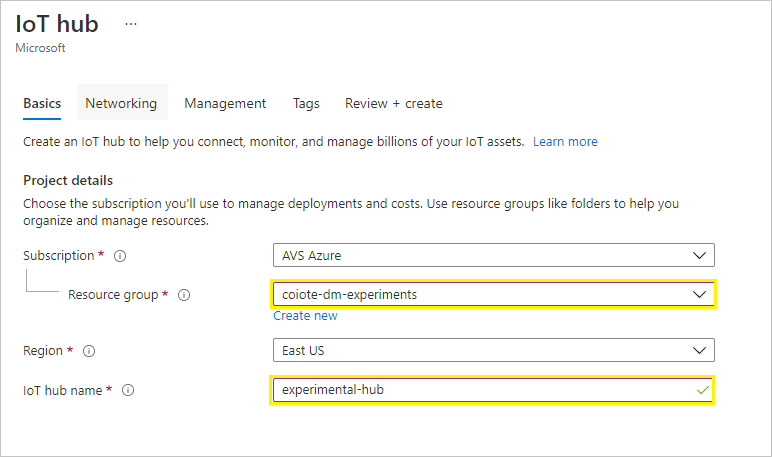 IoT hub ...
Microsoft
Basics Networking Management Tags Review + create
Create an IoT hub to help you connect, monitor, and manage billions of your IoT assets. Learn more
Project details
Choose the subscription you'll use to manage deployments and costs. Use resource groups like folders to help you
organize and manage resources.
Subscription * AVS Azure
Resource group * coiote-dm-experiments
Create new
Region * East US
IoT hub name * experimental-hub